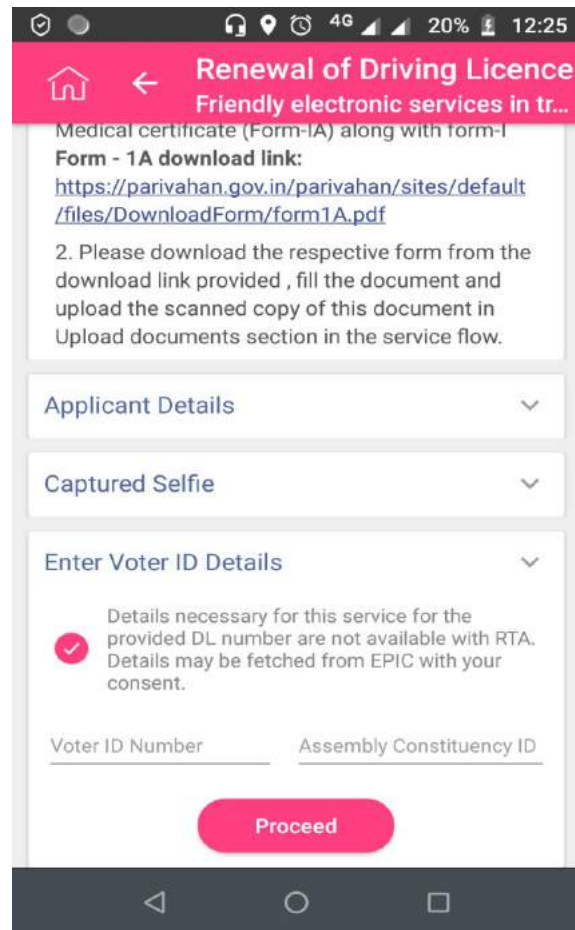 4G 20% 12:25
Renewal of Driving Licence
Friendly electronic services in tr...
Medical certificate (Form-IA) along with form-I
Form - 1A download link:
https://parivahan.gov.in/parivahan/sites/default
/files/DownloadForm/form1A.pdf
2. Please download the respective form from the
download link provided , fill the document and
upload the scanned copy of this document in
Upload documents section in the service flow.
Applicant Details
Captured Selfie
Enter Voter ID Details
Details necessary for this service for the
provided DL number are not available with RTA.
Details may be fetched from EPIC with your
consent.
Voter ID Number Assembly Constituency ID
Proceed